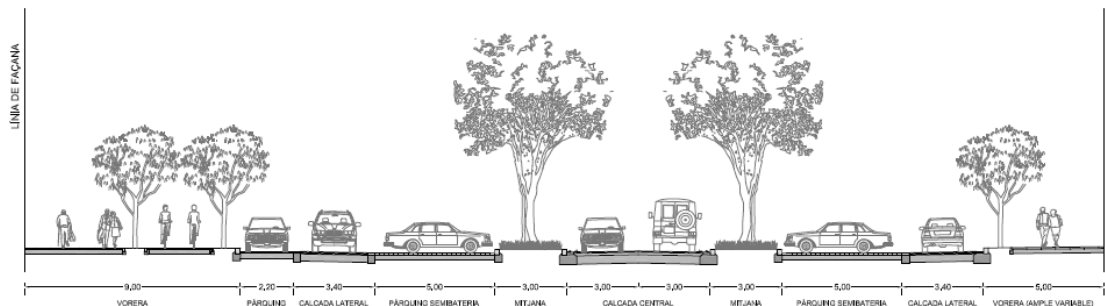 LÍNIA DE FAÇANA
9,00 2,20 3,40 5,00 3,00 3,00 3,00 3,00 5,00 3,40 5,00
VORERA PÀRQUING CALÇADA LATERAL PÀRQUING SEMIBATERIA MITJANA CALÇADA CENTRAL MITJANA PÀRQUING SEMIBATERIA CALÇADA LATERAL VORERA (AMPLE VARIABLE)